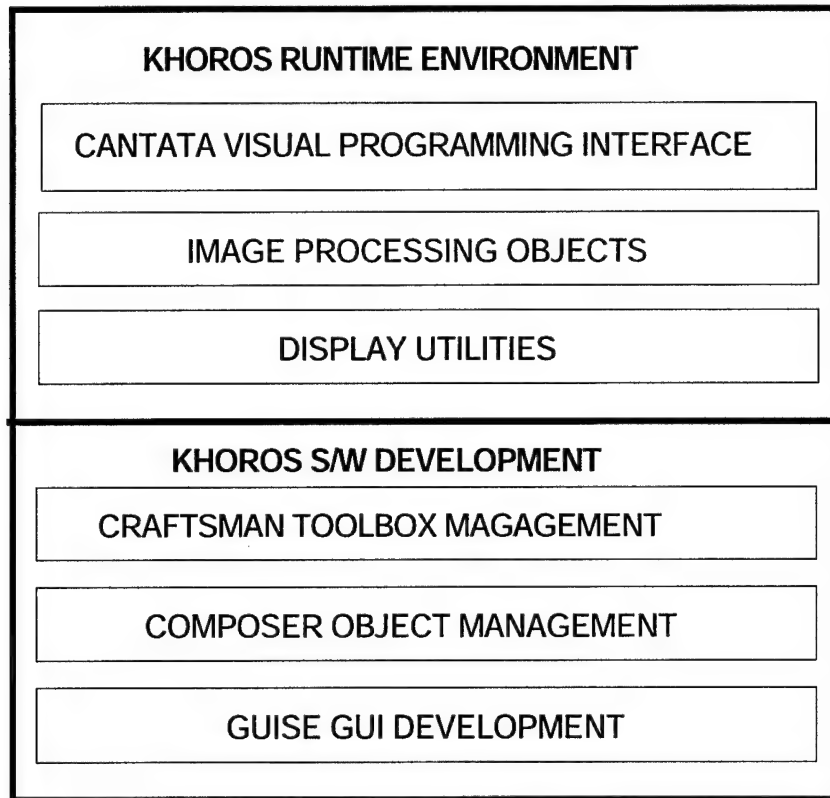 KHOROS RUNTIME ENVIRONMENT
CANTATA VISUAL PROGRAMMING INTERFACE
IMAGE PROCESSING OBJECTS
DISPLAY UTILITIES
KHOROS S/W DEVELOPMENT
CRAFTSMAN TOOLBOX MAGAGEMENT
COMPOSER OBJECT MANAGEMENT
GUISE GUI DEVELOPMENT